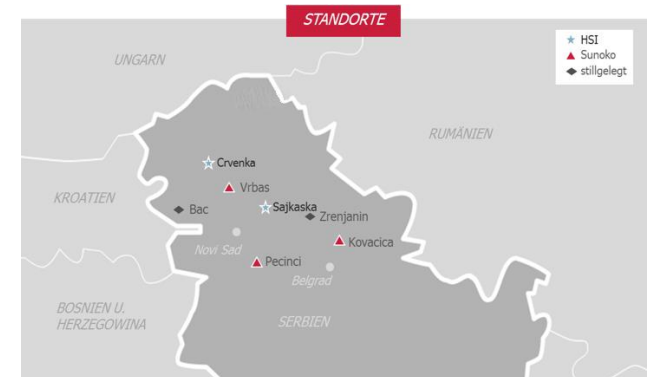 STANDORTE
HSI
Sunoko
stillgelegt
UNGARN
RUMÄNIEN
Crvenka
Vrbas
KROATIEN
Bac
Sajkaska
Zrenjanin
Novi Sad
Kovacica
Pecinci
Belgrad
BOSNIEN U.
HERZEGOWINA
SERBIEN